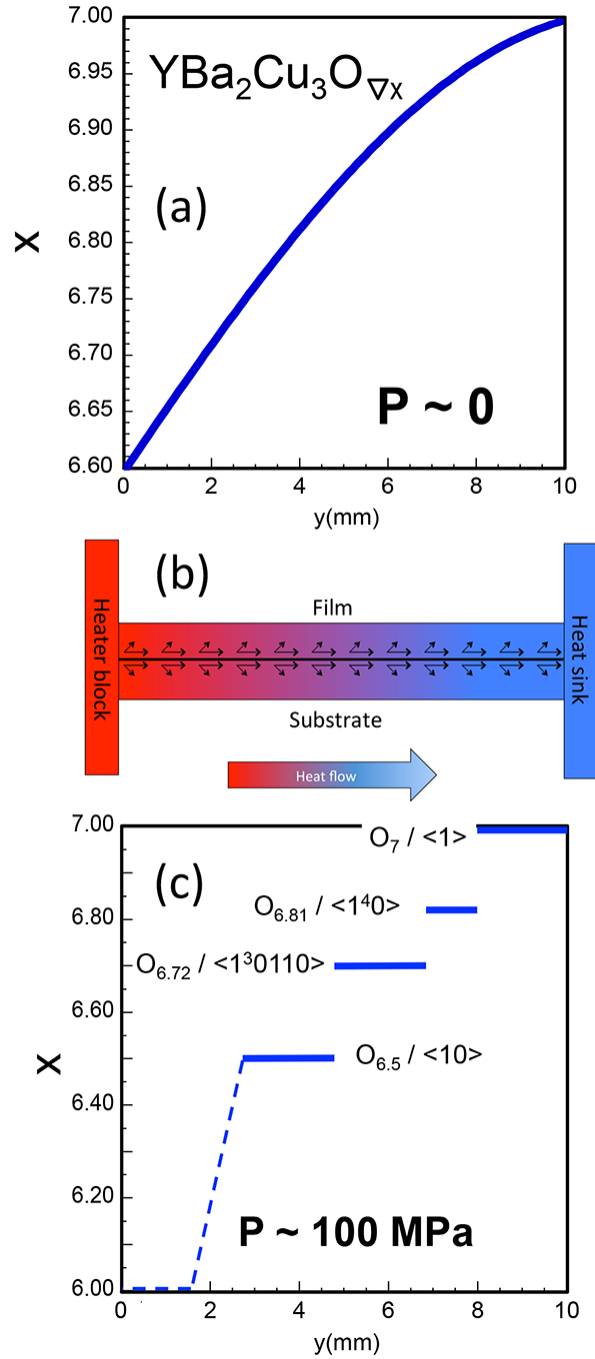 7.00
YBa₂Cu₃O∇x
6.95
6.90
(a)
6.85
X
6.80
6.75
6.70
P ~ 0
6.65
6.60
0 2 4 6 8 10
y(mm)
(b)
Film
Heater block
Heat sink
Substrate
Heat flow
7.00
O₇ / <1>
(c)
O₆.₈₁ / <1⁴0>
6.80
O₆.₇₂ / <1³0110>
6.60
O₆.₅ / <10>
X
6.40
6.20
P ~ 100 MPa
6.00
0 2 4 6 8 10
y(mm)